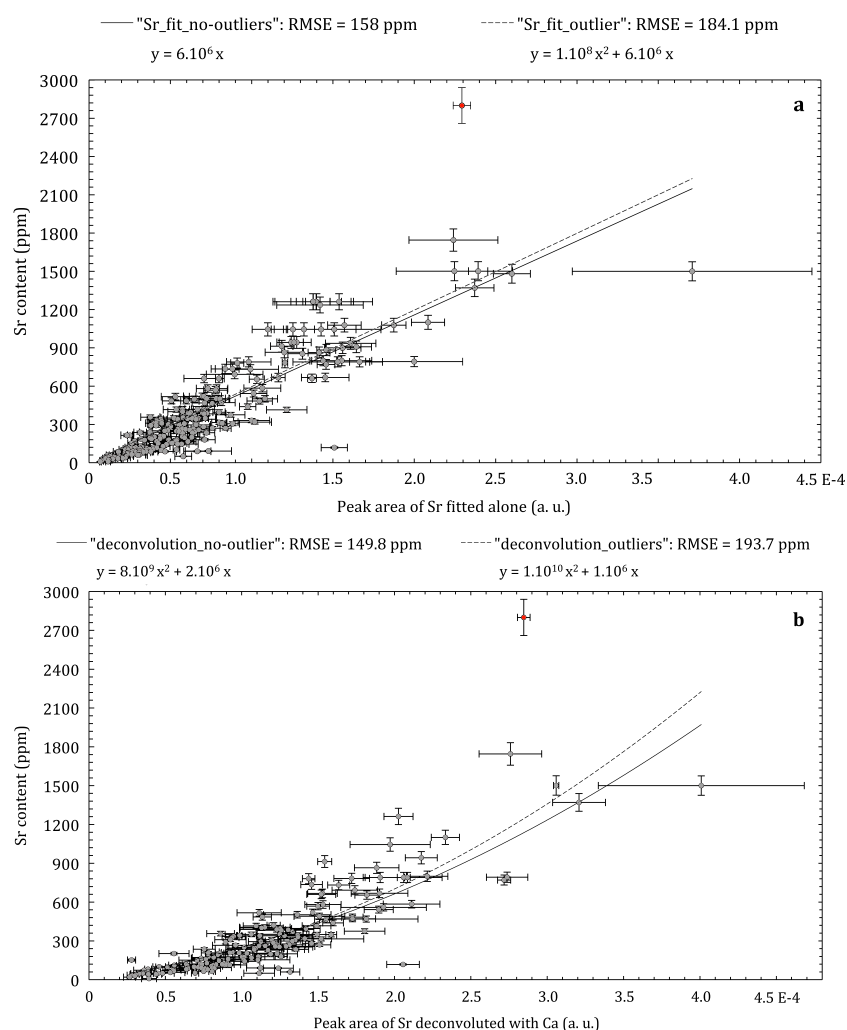 "Sr_fit_no-outliers": RMSE = 158 ppm "Sr_fit_outlier": RMSE = 184.1 ppm
y = 6.10⁶ x y = 1.10⁸ x² + 6.10⁶ x
a
3000
2700
2400
2100
1800
1500
1200
900
600
300
0
Sr content (ppm)
0 0.5 1.0 1.5 2.0 2.5 3.0 3.5 4.0 4.5 E-4
Peak area of Sr fitted alone (a. u.)
"deconvolution_no-outlier": RMSE = 149.8 ppm "deconvolution_outliers": RMSE = 193.7 ppm
y = 8.10⁹ x² + 2.10⁶ x y = 1.10¹⁰ x² + 1.10⁶ x
b
3000
2700
2400
2100
1800
1500
1200
900
600
300
0
Sr content (ppm)
0 0.5 1.0 1.5 2.0 2.5 3.0 3.5 4.0 4.5 E-4
Peak area of Sr deconvoluted with Ca (a. u.)